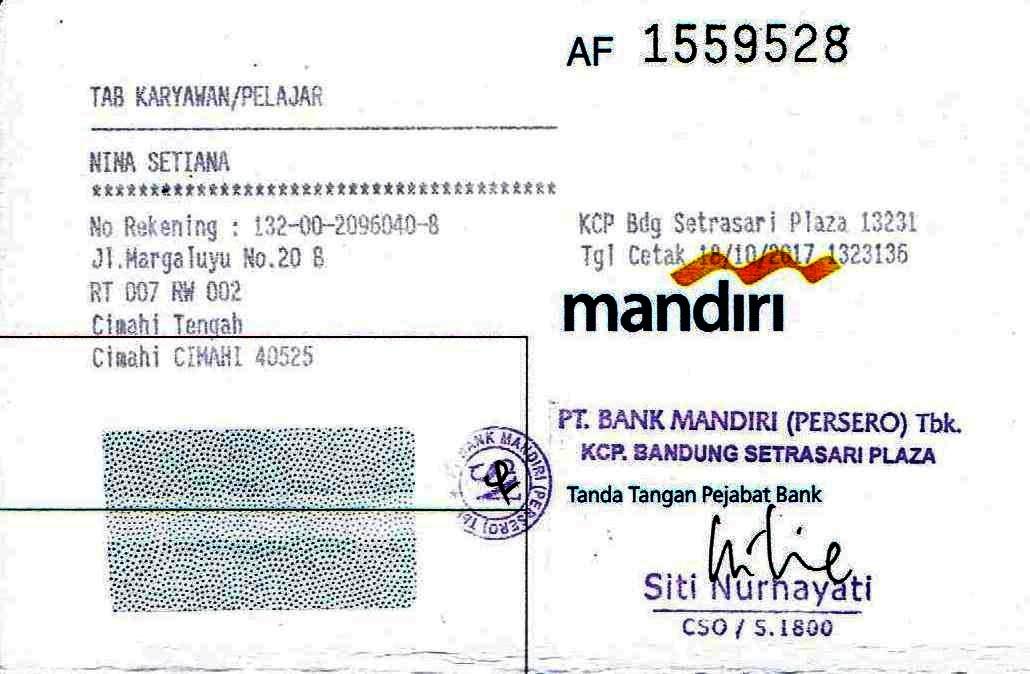 AF 1559528
TAB KARYAWAN/PELAJAR
NINA SETIANA
****************************************
No Rekening : 132-00-2096040-8
Jl.Margaluyu No.20 B
RT 007 RW 002
Cimahi Tengah
Cimahi CIMAHI 40525
KCP Bdg Setrasari Plaza 13231
Tgl Cetak 18/10/2017 1323136
mandiri
PT. BANK MANDIRI (PERSERO) Tbk.
KCP. BANDUNG SETRASARI PLAZA
BANK MANDIRI (PERSERO) Tbk
Tanda Tangan Pejabat Bank
Siti Nurhayati
CSO / S.1800